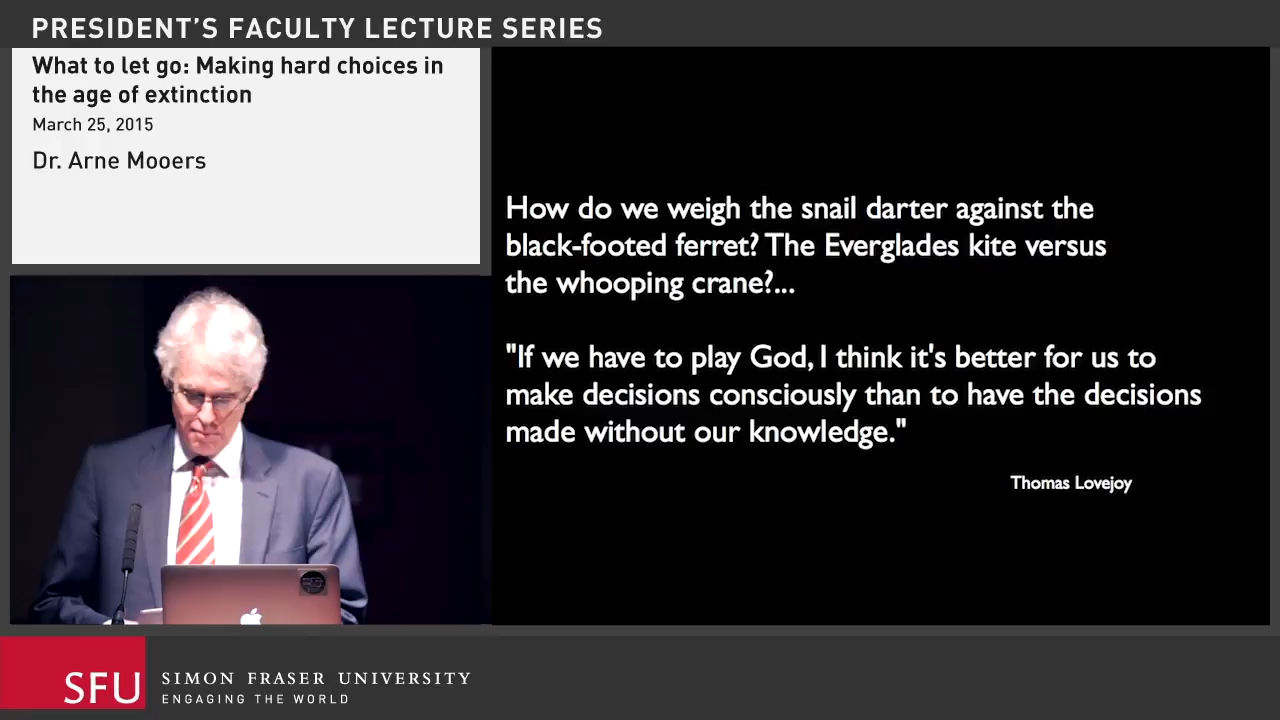 PRESIDENT'S FACULTY LECTURE SERIES
What to let go: Making hard choices in
the age of extinction
March 25, 2015
Dr. Arne Mooers
How do we weigh the snail darter against the
black-footed ferret? The Everglades kite versus
the whooping crane?...
"If we have to play God, I think it's better for us to
make decisions consciously than to have the decisions
made without our knowledge."
Thomas Lovejoy
SFU
SIMON FRASER UNIVERSITY
ENGAGING THE WORLD